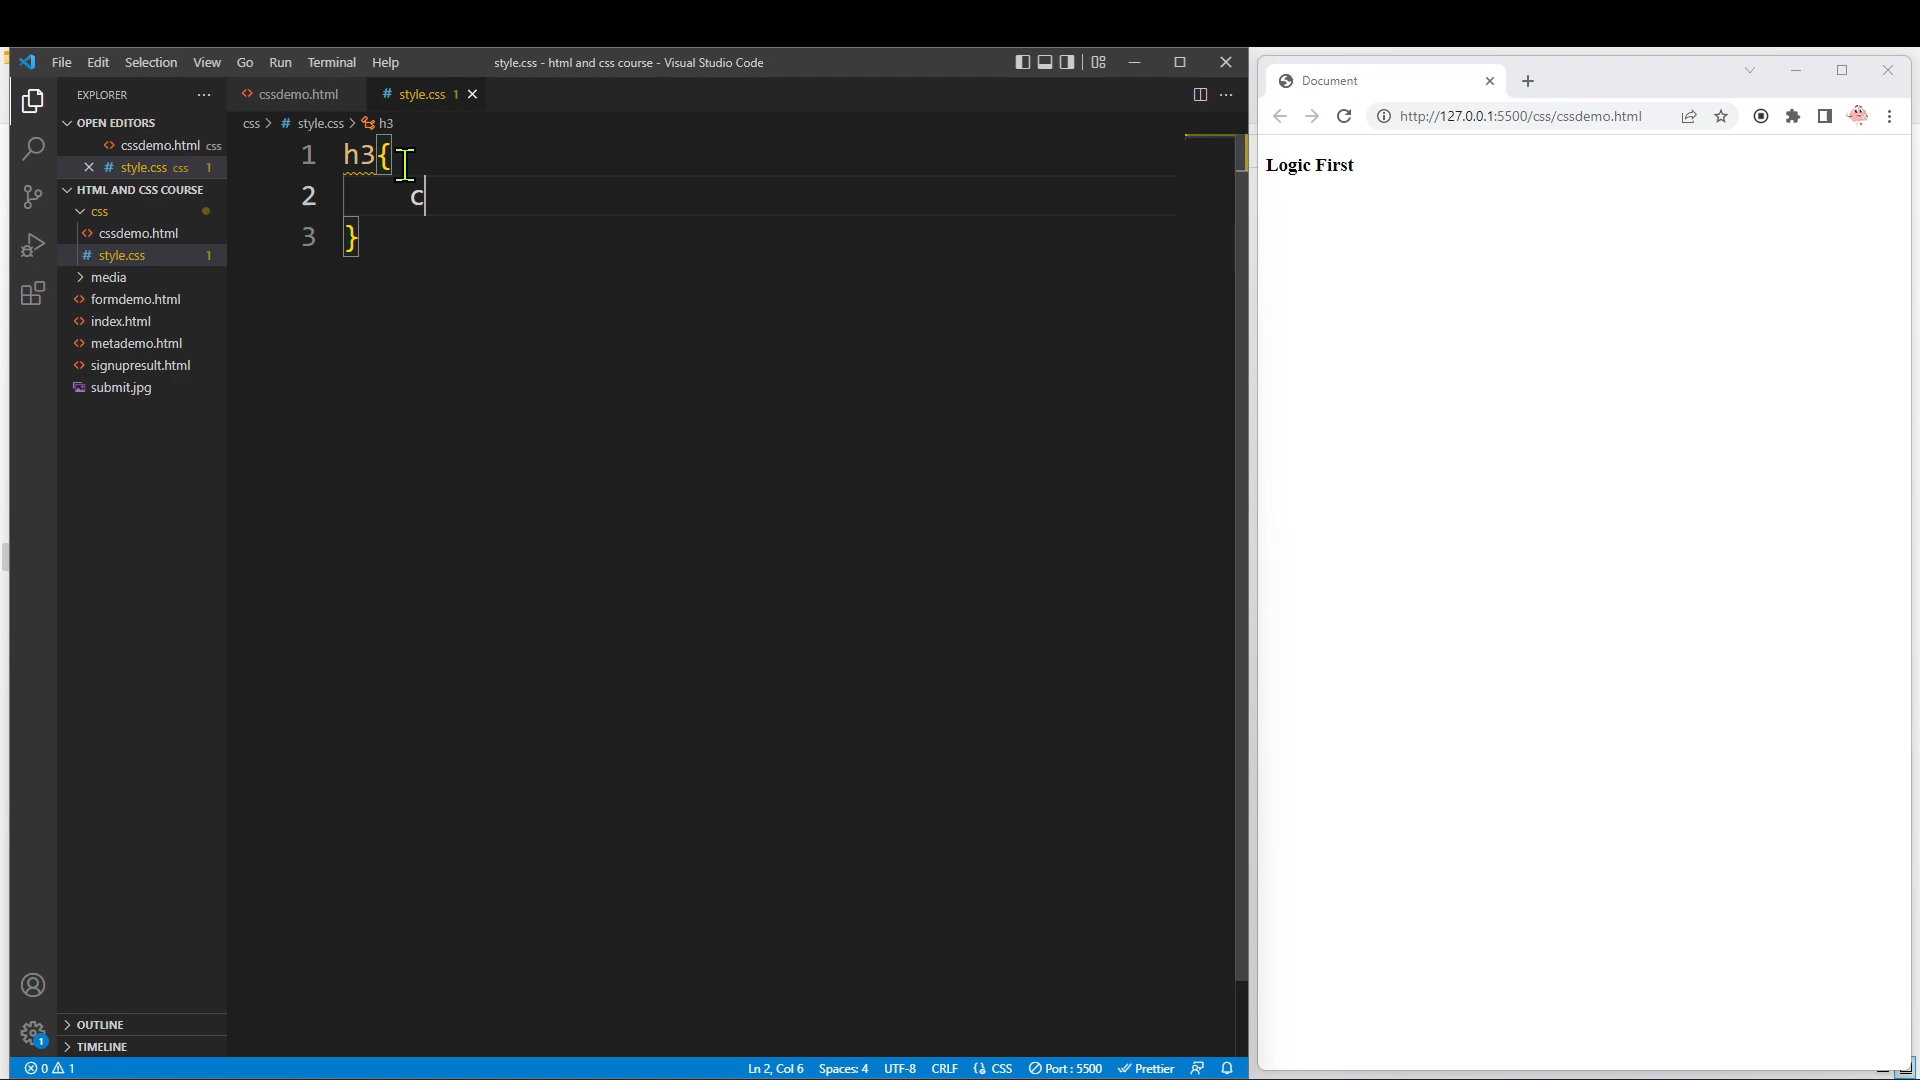 File Edit Selection View Go Run Terminal Help style.css - html and css course - Visual Studio Code
EXPLORER
OPEN EDITORS
cssdemo.html css
style.css css 1
HTML AND CSS COURSE
css
cssdemo.html
style.css 1
media
formdemo.html
index.html
metademo.html
signupresult.html
submit.jpg
OUTLINE
TIMELINE
1
cssdemo.html style.css 1
css > style.css > h3
1 h3{
2 c
3 }
0 1 Ln 2, Col 6 Spaces: 4 UTF-8 CRLF CSS Port : 5500 Prettier
Document
http://127.0.0.1:5500/css/cssdemo.html
Logic First